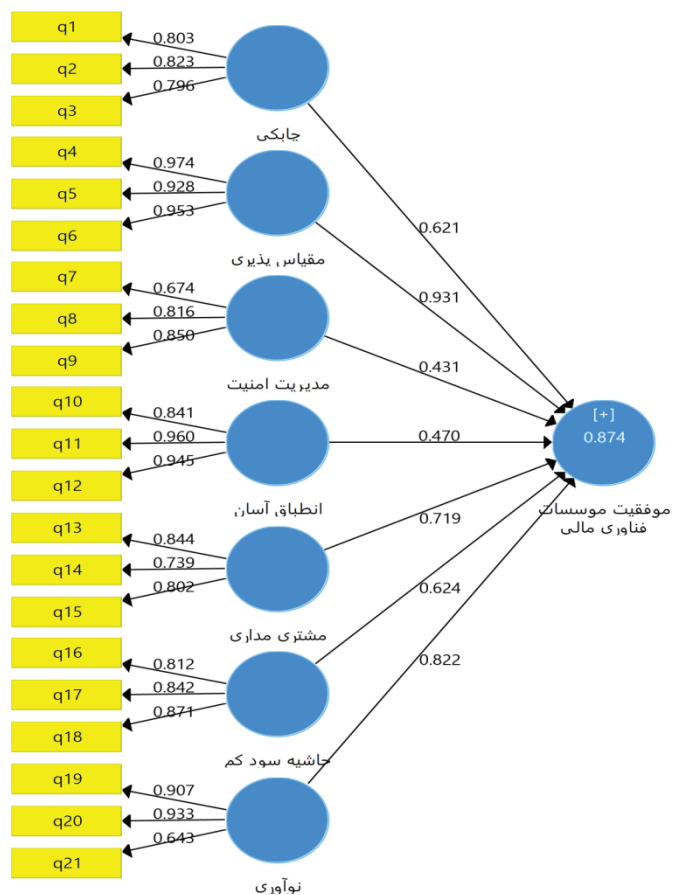 q1
0.803
q2
0.823
q3
0.796
چابکی
q4
0.974
q5
0.928
q6
0.953
مقیاس پذیری
q7
0.674
q8
0.816
q9
0.850
مدیریت امنیت
q10
0.841
q11
0.960
q12
0.945
انطباق آسان
q13
0.844
q14
0.739
q15
0.802
مشتری مداری
q16
0.812
q17
0.842
q18
0.871
حاشیه سود کم
q19
0.907
q20
0.933
q21
0.643
نوآوری
0.621
0.931
0.431
0.470
0.719
0.624
0.822
[+]
0.874
موفقیت موسسات
فناوری مالی